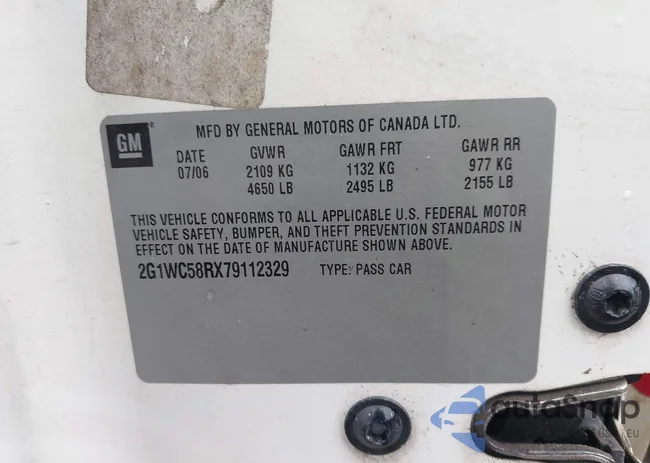 GM
®
MFD BY GENERAL MOTORS OF CANADA LTD.
DATE GVWR GAWR FRT GAWR RR
07/06 2109 KG 1132 KG 977 KG
4650 LB 2495 LB 2155 LB
THIS VEHICLE CONFORMS TO ALL APPLICABLE U.S. FEDERAL MOTOR
VEHICLE SAFETY, BUMPER, AND THEFT PREVENTION STANDARDS IN
EFFECT ON THE DATE OF MANUFACTURE SHOWN ABOVE.
2G1WC58RX79112329 TYPE: PASS CAR
autoSnap